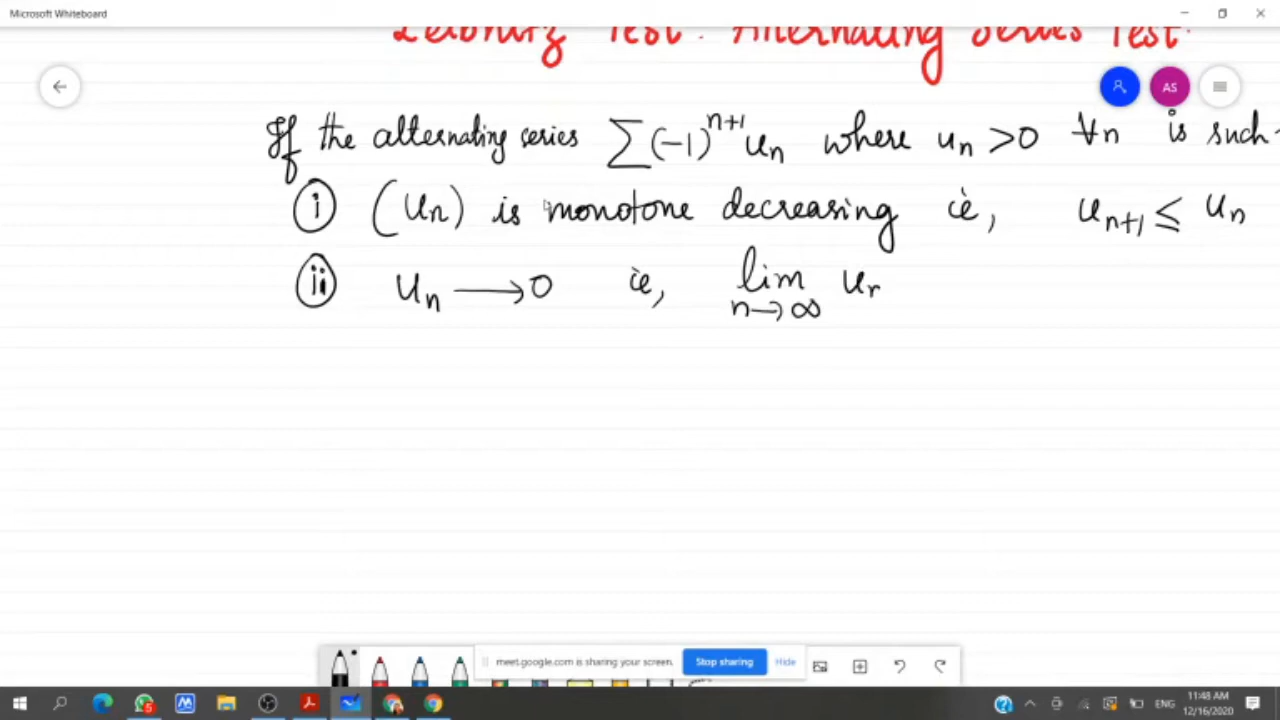 Microsoft Whiteboard
Leibnitz Test. Alternating Series Test.
AS
If the alternating series ∑(-1)^{n+1} u_n where u_n > 0 ∀n is such
(i) (u_n) is monotone decreasing ie, u_{n+1} ≤ u_n
(ii) u_n → 0 ie, lim_{n→∞} u_r
meet.google.com is sharing your screen. Stop sharing Hide
5
ENG
11:48 AM
12/16/2020